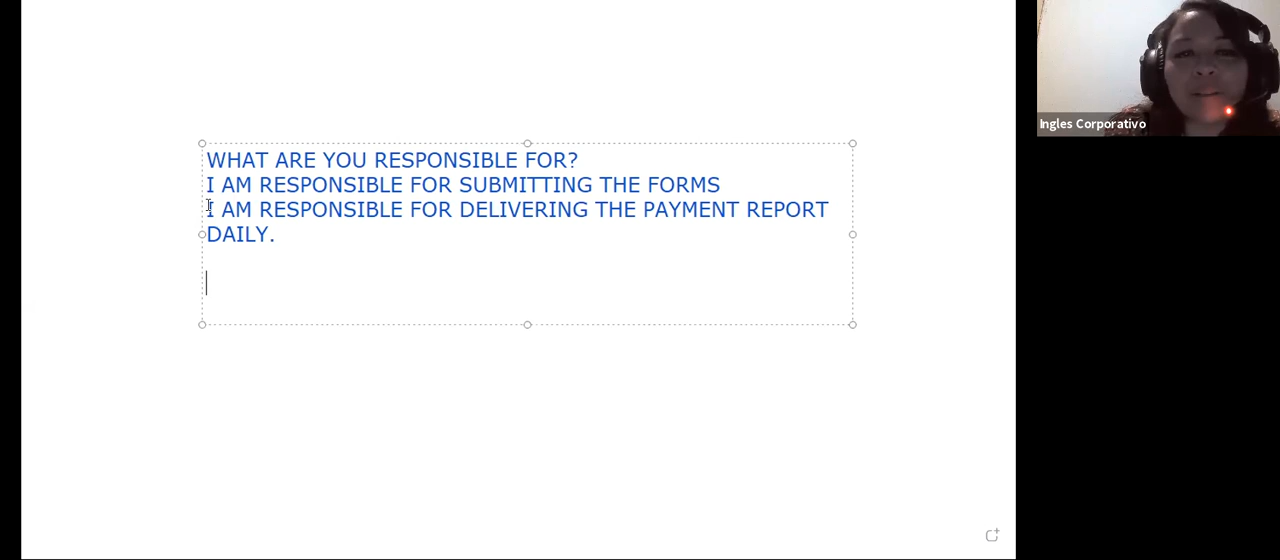 WHAT ARE YOU RESPONSIBLE FOR?
I AM RESPONSIBLE FOR SUBMITTING THE FORMS
I AM RESPONSIBLE FOR DELIVERING THE PAYMENT REPORT
DAILY.
Ingles Corporativo